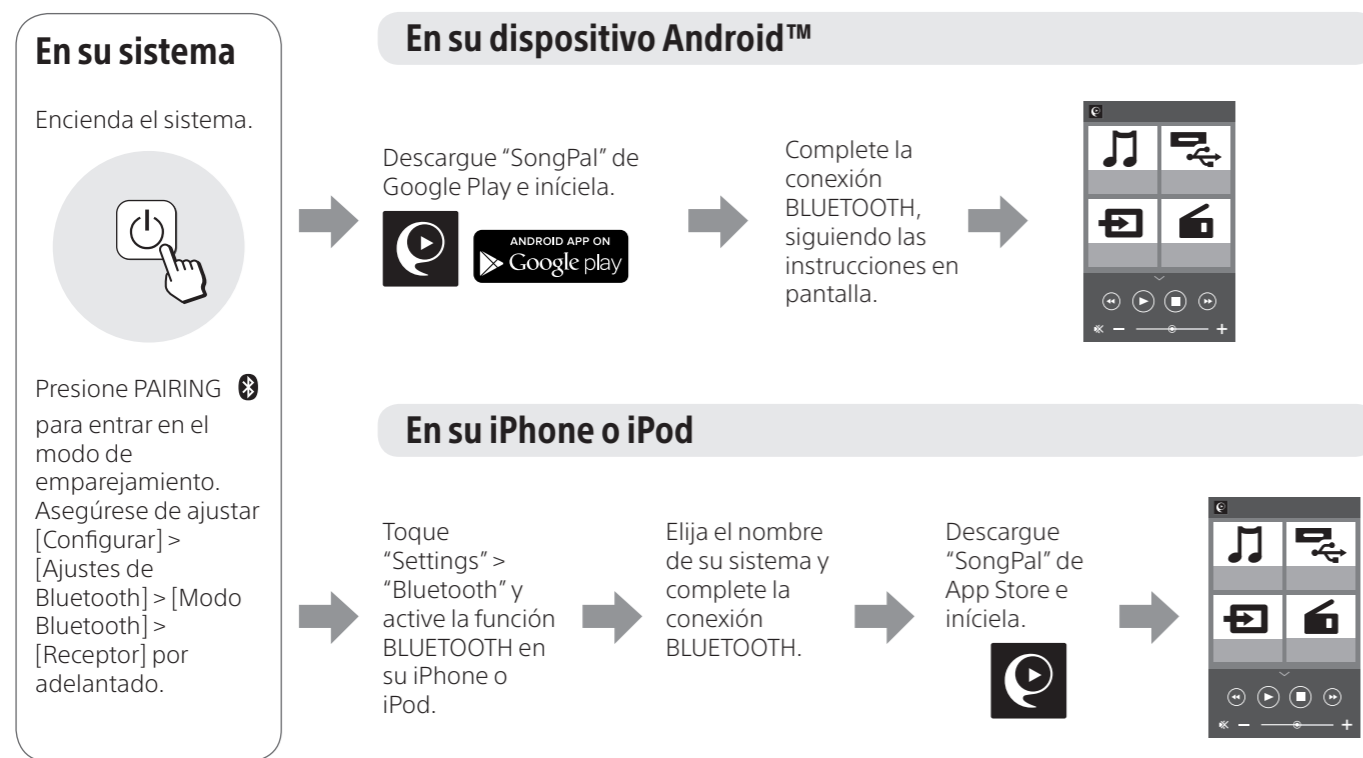 En su sistema
Encienda el sistema.
Presione PAIRING
para entrar en el
modo de
emparejamiento.
Asegúrese de ajustar
[Configurar] >
[Ajustes de
Bluetooth] > [Modo
Bluetooth] >
[Receptor] por
adelantado.
En su dispositivo Android™
Descargue “SongPal” de
Google Play e iníciela.
ANDROID APP ON
Google play
Complete la
conexión
BLUETOOTH,
siguiendo las
instrucciones en
pantalla.
En su iPhone o iPod
Toque
“Settings” >
“Bluetooth” y
active la función
BLUETOOTH en
su iPhone o
iPod.
Elija el nombre
de su sistema y
complete la
conexión
BLUETOOTH.
Descargue
“SongPal” de
App Store e
iníciela.